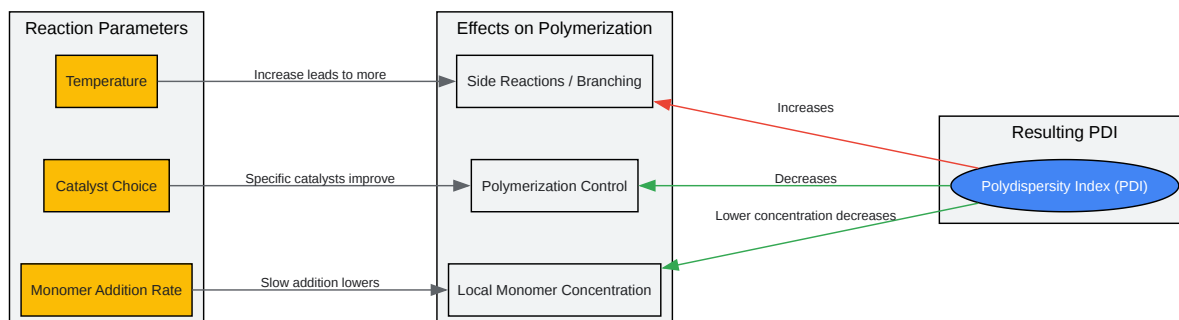 Reaction Parameters
Effects on Polymerization
Temperature
Increase leads to more
Side Reactions / Branching
Increases
Resulting PDI
Catalyst Choice
Specific catalysts improve
Polymerization Control
Decreases
Polydispersity Index (PDI)
Lower concentration decreases
Monomer Addition Rate
Slow addition lowers
Local Monomer Concentration